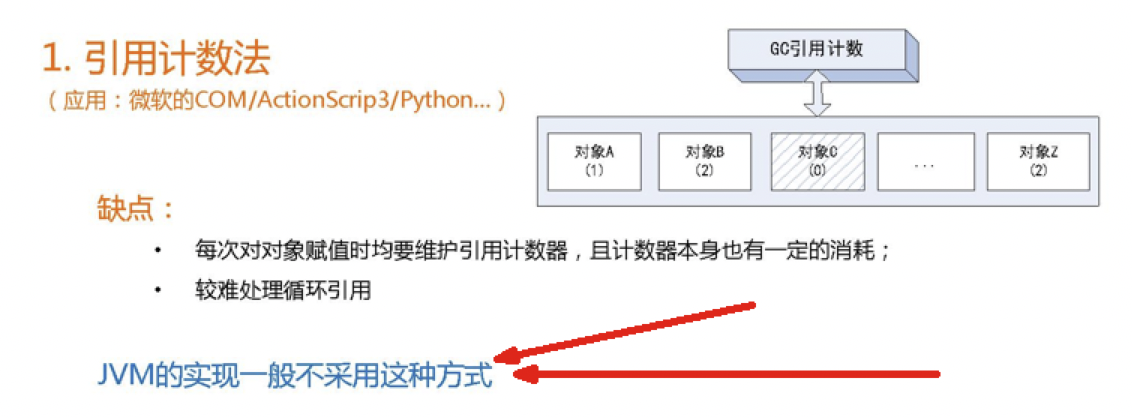 1. 引用计数法
（应用：微软的COM/ActionScrip3/Python...）
GC引用计数
对象A
(1)
对象B
(2)
对象C
(0)
...
对象Z
(2)
缺点：
• 每次对对象赋值时均要维护引用计数器，且计数器本身也有一定的消耗；
• 较难处理循环引用
JVM的实现一般不采用这种方式